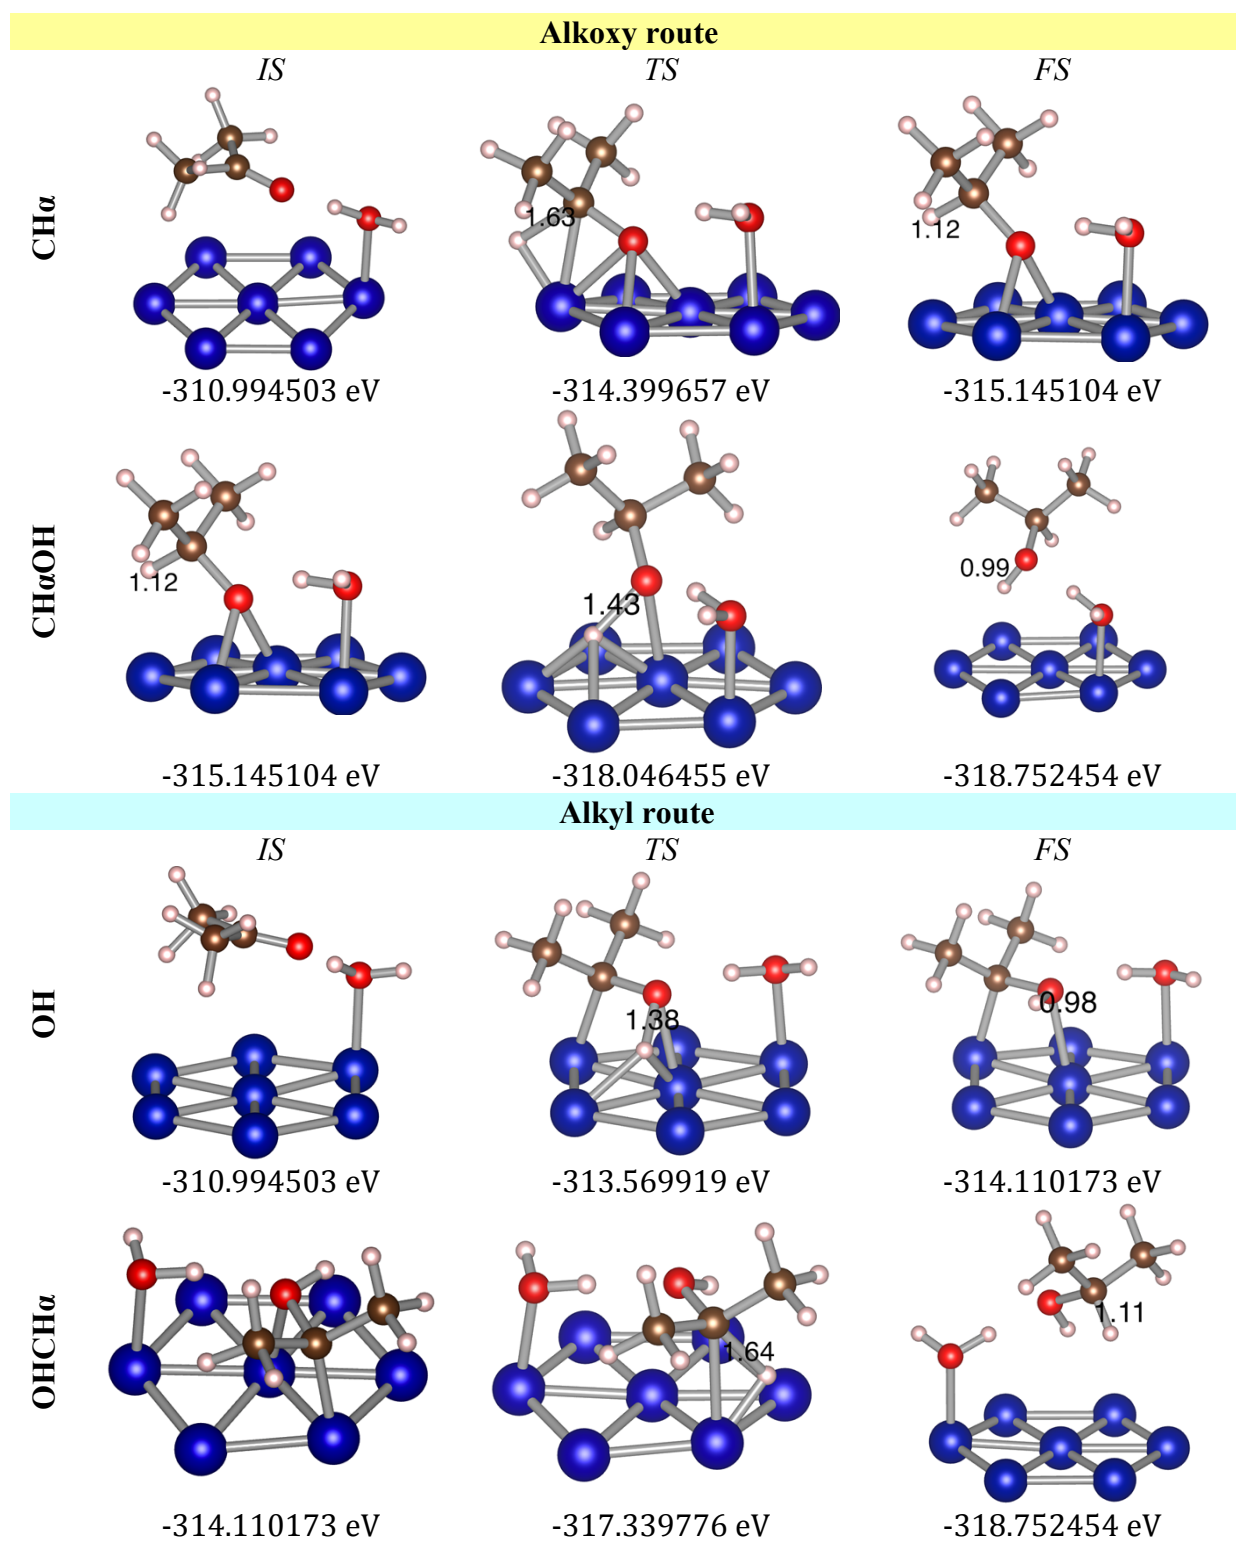 Alkoxy route
IS TS FS
CHα
1.63
1.12
-310.994503 eV -314.399657 eV -315.145104 eV
CHαOH
1.12
1.43
0.99
-315.145104 eV -318.046455 eV -318.752454 eV
Alkyl route
IS TS FS
OH
1.38
0.98
-310.994503 eV -313.569919 eV -314.110173 eV
OHCHα
1.64
1.11
-314.110173 eV -317.339776 eV -318.752454 eV